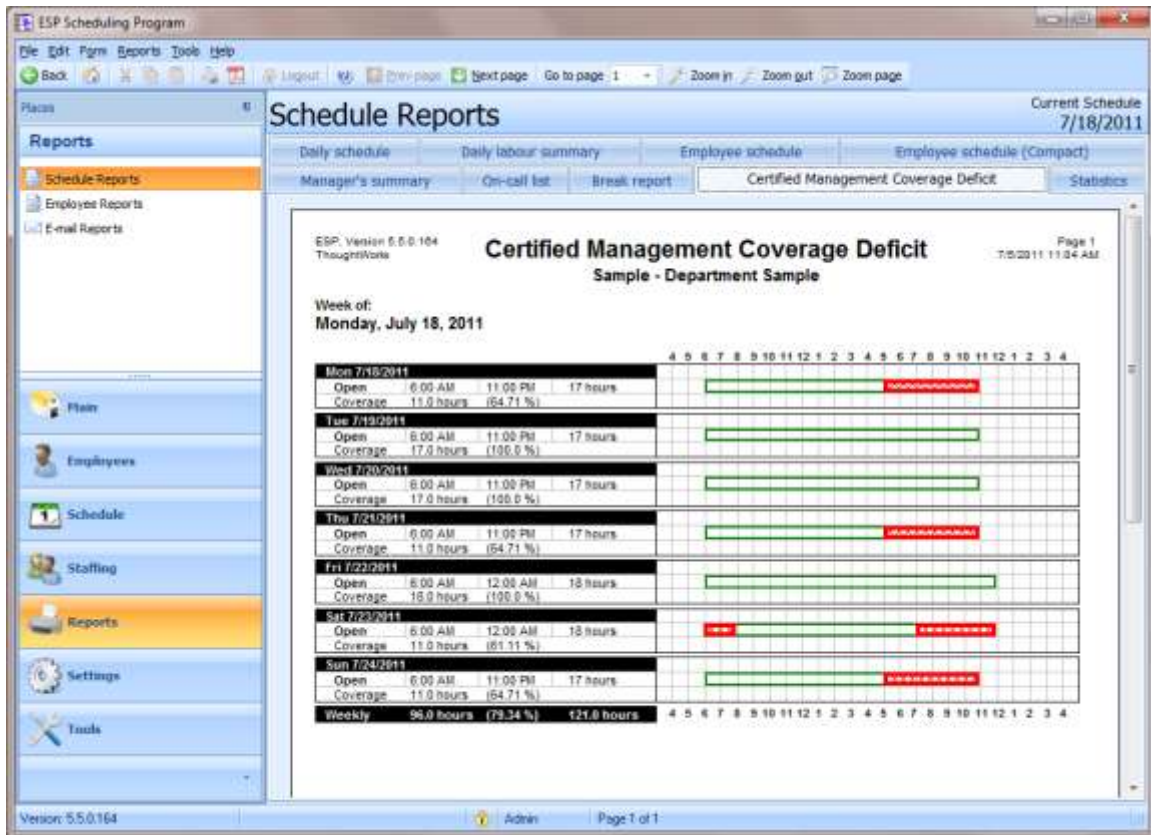 ESP Scheduling Program
File Edit Form Reports Tools Help
Back Logout Prev page Next page Go to page 1 Zoom in Zoom out Zoom page
Places
Reports
Schedule Reports
Employee Reports
E-mail Reports
Main
Employees
Schedule
Staffing
Reports
Settings
Tools
Schedule Reports
Current Schedule
7/18/2011
Daily schedule Daily labour summary Employee schedule Employee schedule (Compact)
Manager's summary On-call list Break report Certified Management Coverage Deficit Statistics
ESP, Version 5.5.0.164
ThoughtWorks
Certified Management Coverage Deficit
Sample - Department Sample
Page 1
7/5/2011 11:04 AM
Week of:
Monday, July 18, 2011
4 5 6 7 8 9 10 11 12 1 2 3 4 5 6 7 8 9 10 11 12 1 2 3 4
Mon 7/18/2011
Open 6:00 AM 11:00 PM 17 hours
Coverage 11.0 hours (64.71 %)
Tue 7/19/2011
Open 6:00 AM 11:00 PM 17 hours
Coverage 17.0 hours (100.0 %)
Wed 7/20/2011
Open 6:00 AM 11:00 PM 17 hours
Coverage 17.0 hours (100.0 %)
Thu 7/21/2011
Open 6:00 AM 11:00 PM 17 hours
Coverage 11.0 hours (64.71 %)
Fri 7/22/2011
Open 6:00 AM 12:00 AM 18 hours
Coverage 18.0 hours (100.0 %)
Sat 7/23/2011
Open 6:00 AM 12:00 AM 18 hours
Coverage 11.0 hours (61.11 %)
Sun 7/24/2011
Open 6:00 AM 11:00 PM 17 hours
Coverage 11.0 hours (64.71 %)
Weekly 96.0 hours (79.34 %) 121.0 hours 4 5 6 7 8 9 10 11 12 1 2 3 4 5 6 7 8 9 10 11 12 1 2 3 4
Version: 5.5.0.164 Admin Page 1 of 1